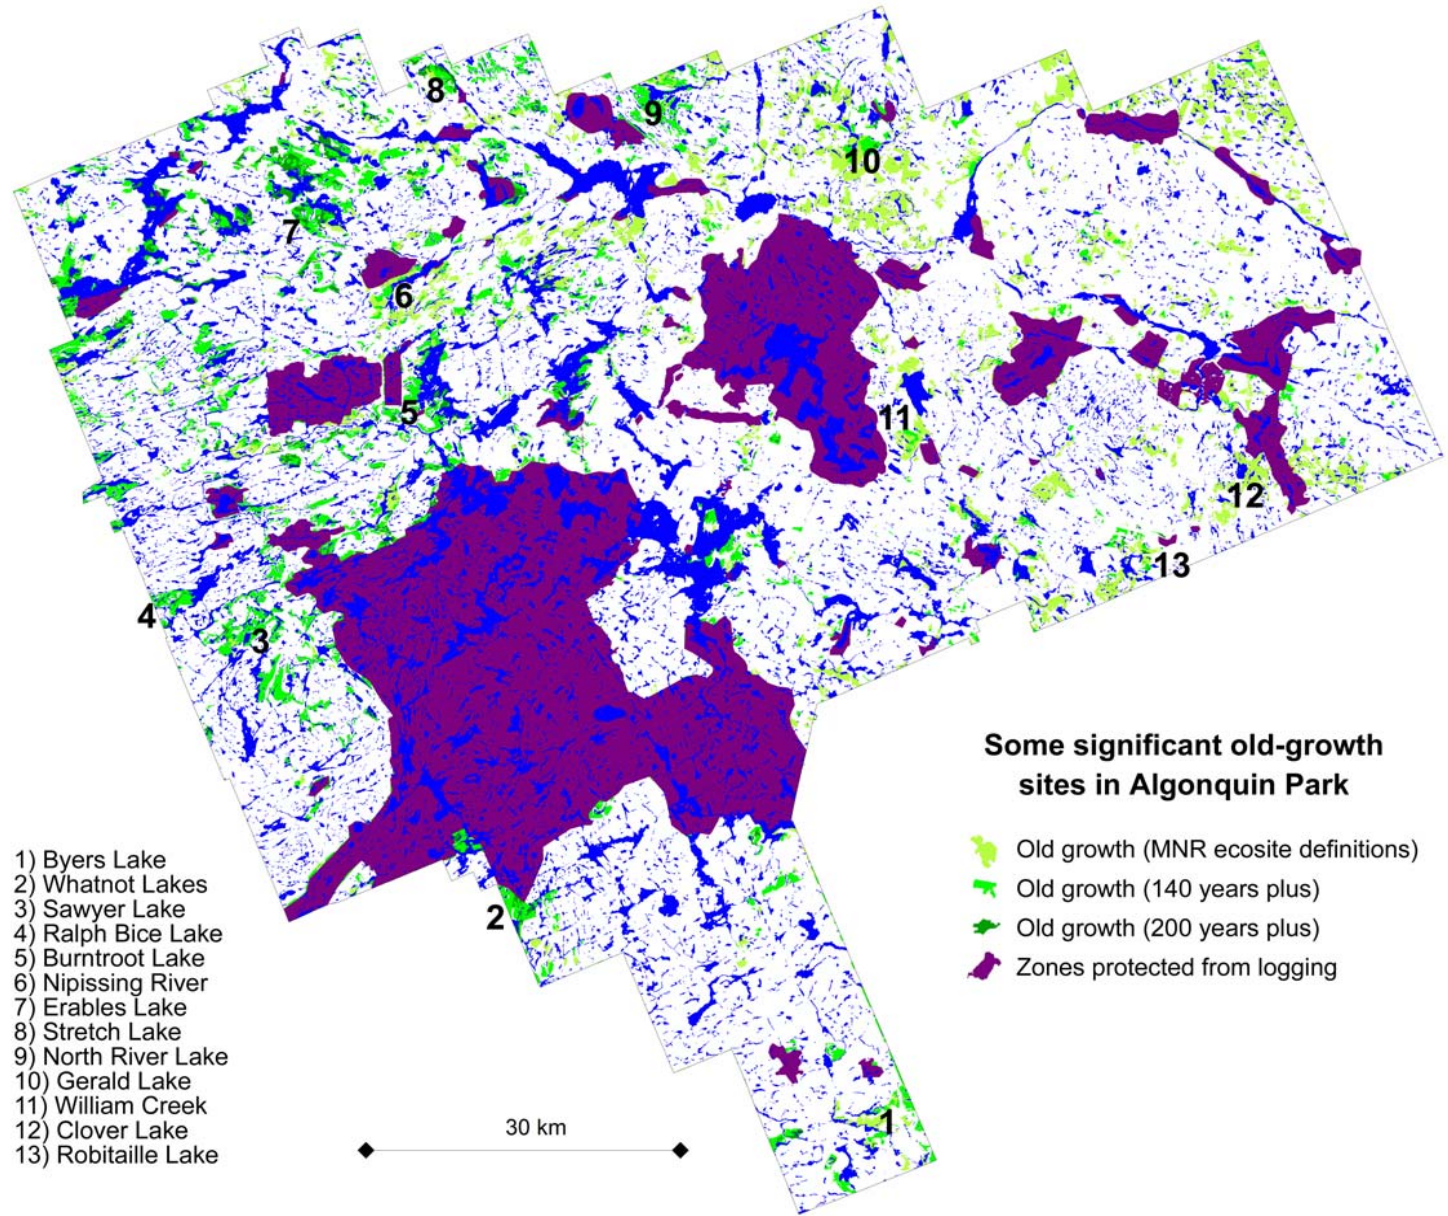 8
9
10
7
6
5
11
12
13
4
3
2
1
Some significant old-growth
sites in Algonquin Park
Old growth (MNR ecosite definitions)
Old growth (140 years plus)
Old growth (200 years plus)
Zones protected from logging
1) Byers Lake
2) Whatnot Lakes
3) Sawyer Lake
4) Ralph Bice Lake
5) Burntroot Lake
6) Nipissing River
7) Erables Lake
8) Stretch Lake
9) North River Lake
10) Gerald Lake
11) William Creek
12) Clover Lake
13) Robitaille Lake
30 km